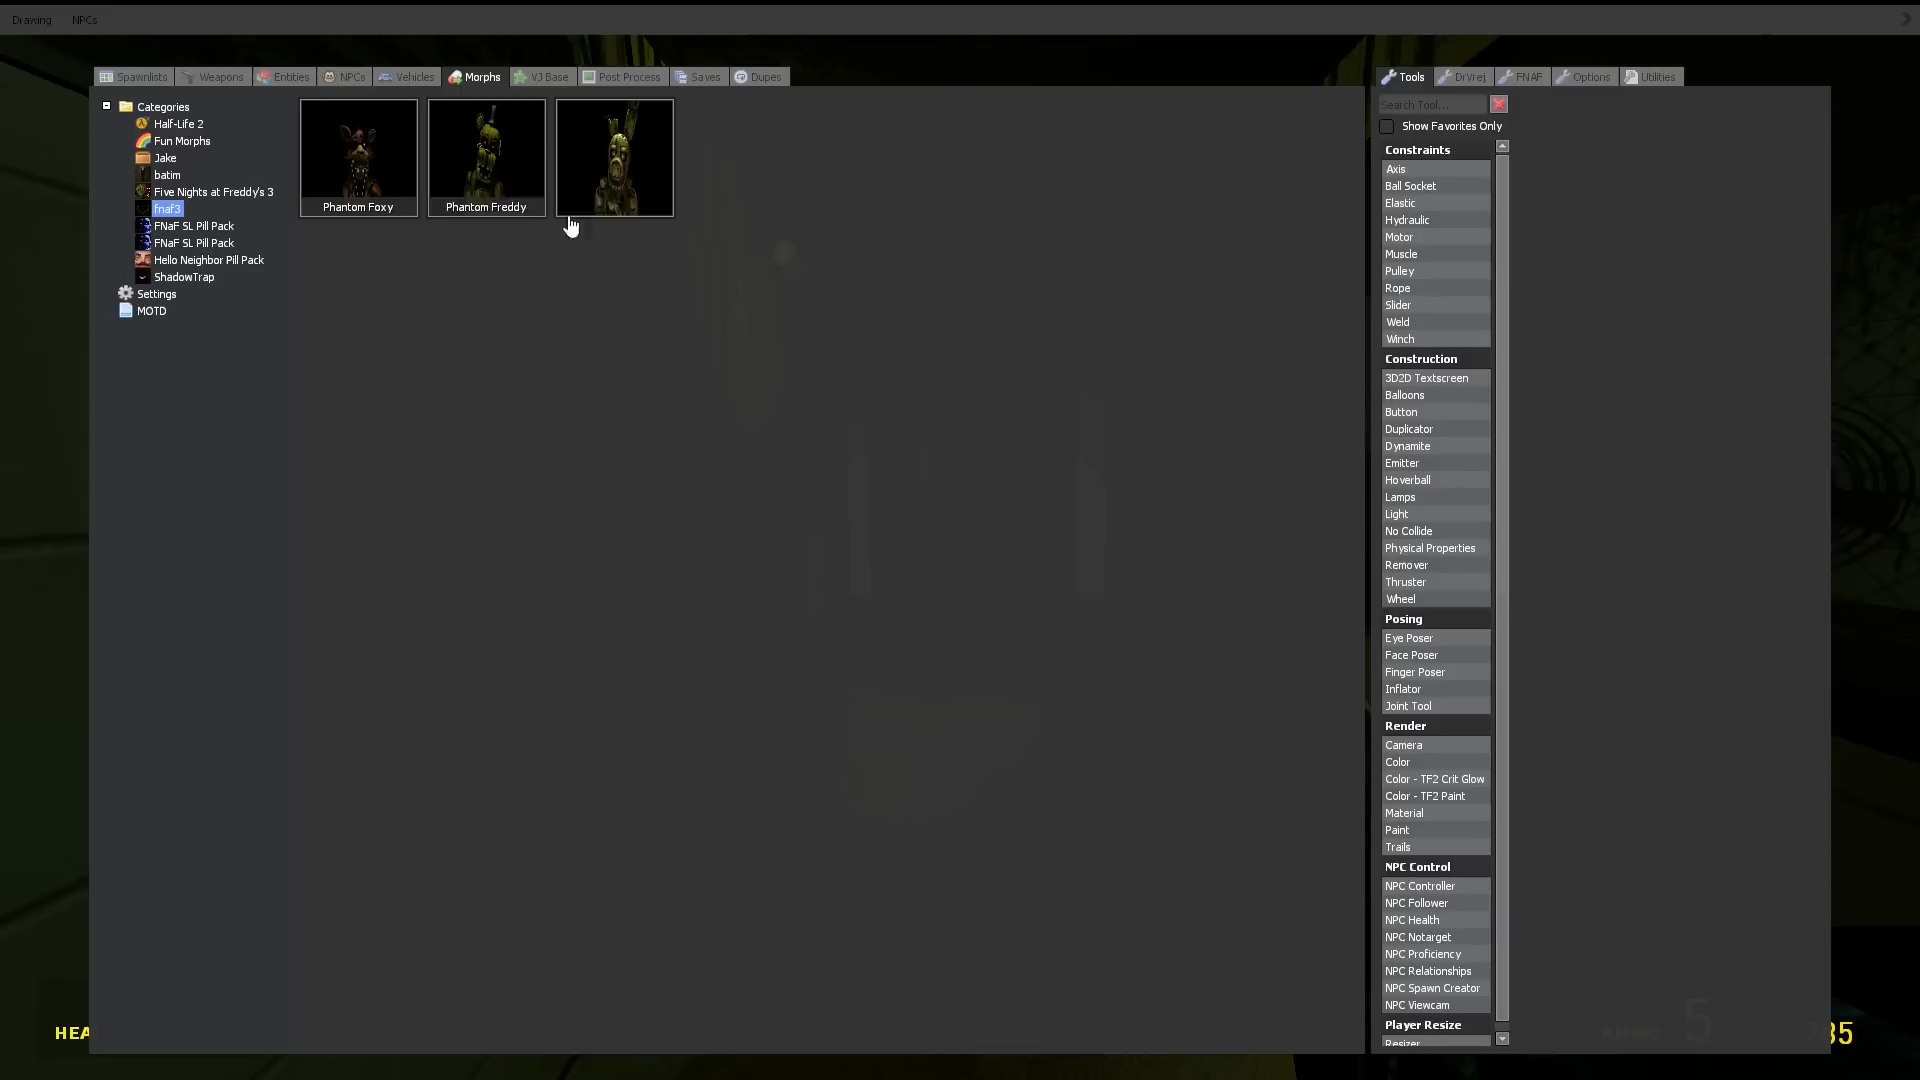 Drawing NPCs
Spawnlists Weapons Entities NPCs Vehicles Morphs VJ Base Post Process Saves Dupes
Categories
Half-Life 2
Fun Morphs
Jake
batim
Five Nights at Freddy's 3
fnaf3
FNaF SL Pill Pack
FNaF SL Pill Pack
Hello Neighbor Pill Pack
ShadowTrap
Settings
MOTD
Phantom Foxy Phantom Freddy
Tools DrVrej FNAF Options Utilities
Search Tool...
Show Favorites Only
Constraints
Axis
Ball Socket
Elastic
Hydraulic
Motor
Muscle
Pulley
Rope
Slider
Weld
Winch
Construction
3D2D Textscreen
Balloons
Button
Duplicator
Dynamite
Emitter
Hoverball
Lamps
Light
No Collide
Physical Properties
Remover
Thruster
Wheel
Posing
Eye Poser
Face Poser
Finger Poser
Inflator
Joint Tool
Render
Camera
Color
Color - TF2 Crit Glow
Color - TF2 Paint
Material
Paint
Trails
NPC Control
NPC Controller
NPC Follower
NPC Health
NPC Notarget
NPC Proficiency
NPC Relationships
NPC Spawn Creator
NPC Viewcam
Player Resize
Resizer
HEA
AMMO 5